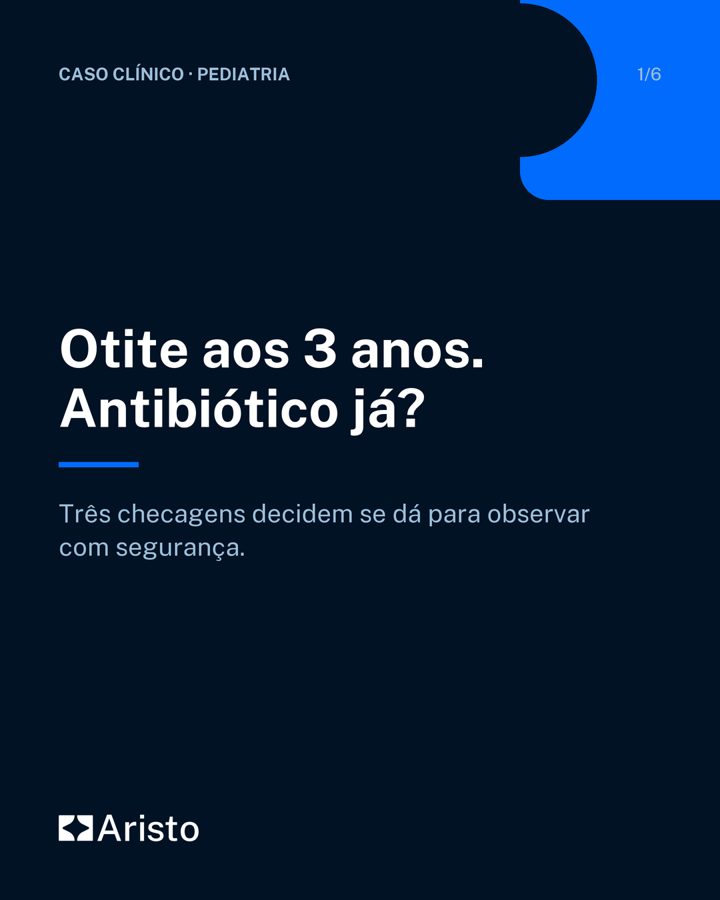 CASO CLÍNICO · PEDIATRIA
1/6
Otite aos 3 anos.
Antibiótico já?
Três checagens decidem se dá para observar
com segurança.
Aristo